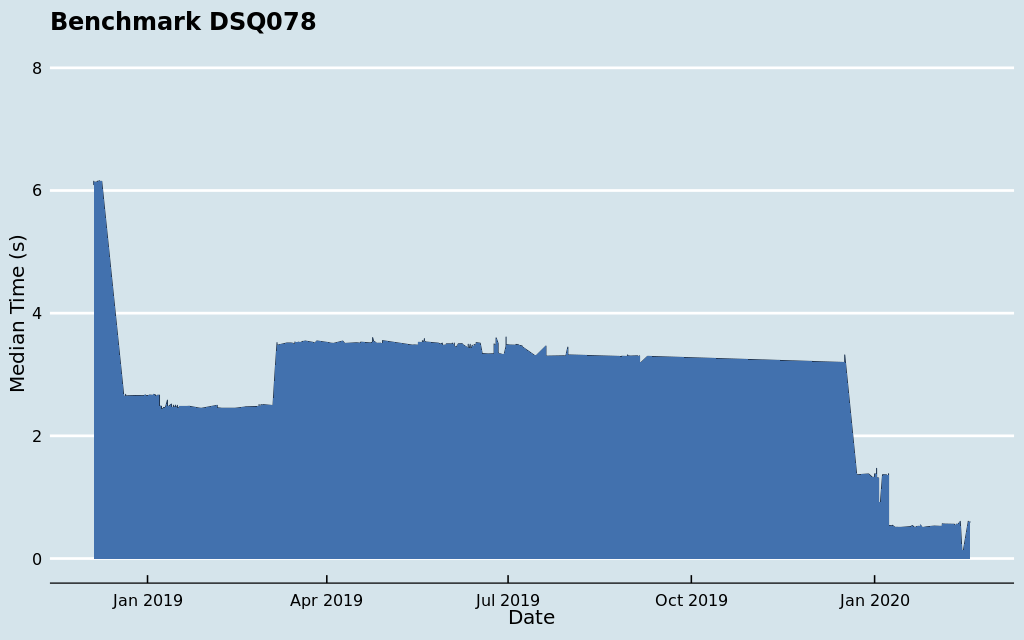 Benchmark DSQ078
Median Time (s)
8
6
4
2
0
Jan 2019
Apr 2019
Jul 2019
Oct 2019
Jan 2020
Date